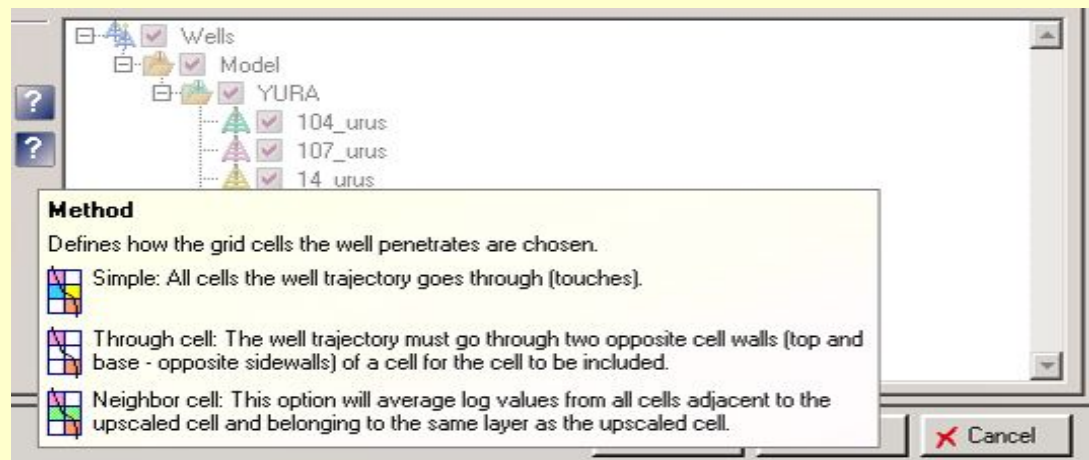 Wells
Model
YURA
104_urus
107_urus
14_urus
?
?
Method
Defines how the grid cells the well penetrates are chosen.
Simple: All cells the well trajectory goes through (touches).
Through cell: The well trajectory must go through two opposite cell walls (top and
base - opposite sidewalls) of a cell for the cell to be included.
Neighbor cell: This option will average log values from all cells adjacent to the
upscaled cell and belonging to the same layer as the upscaled cell.
Cancel